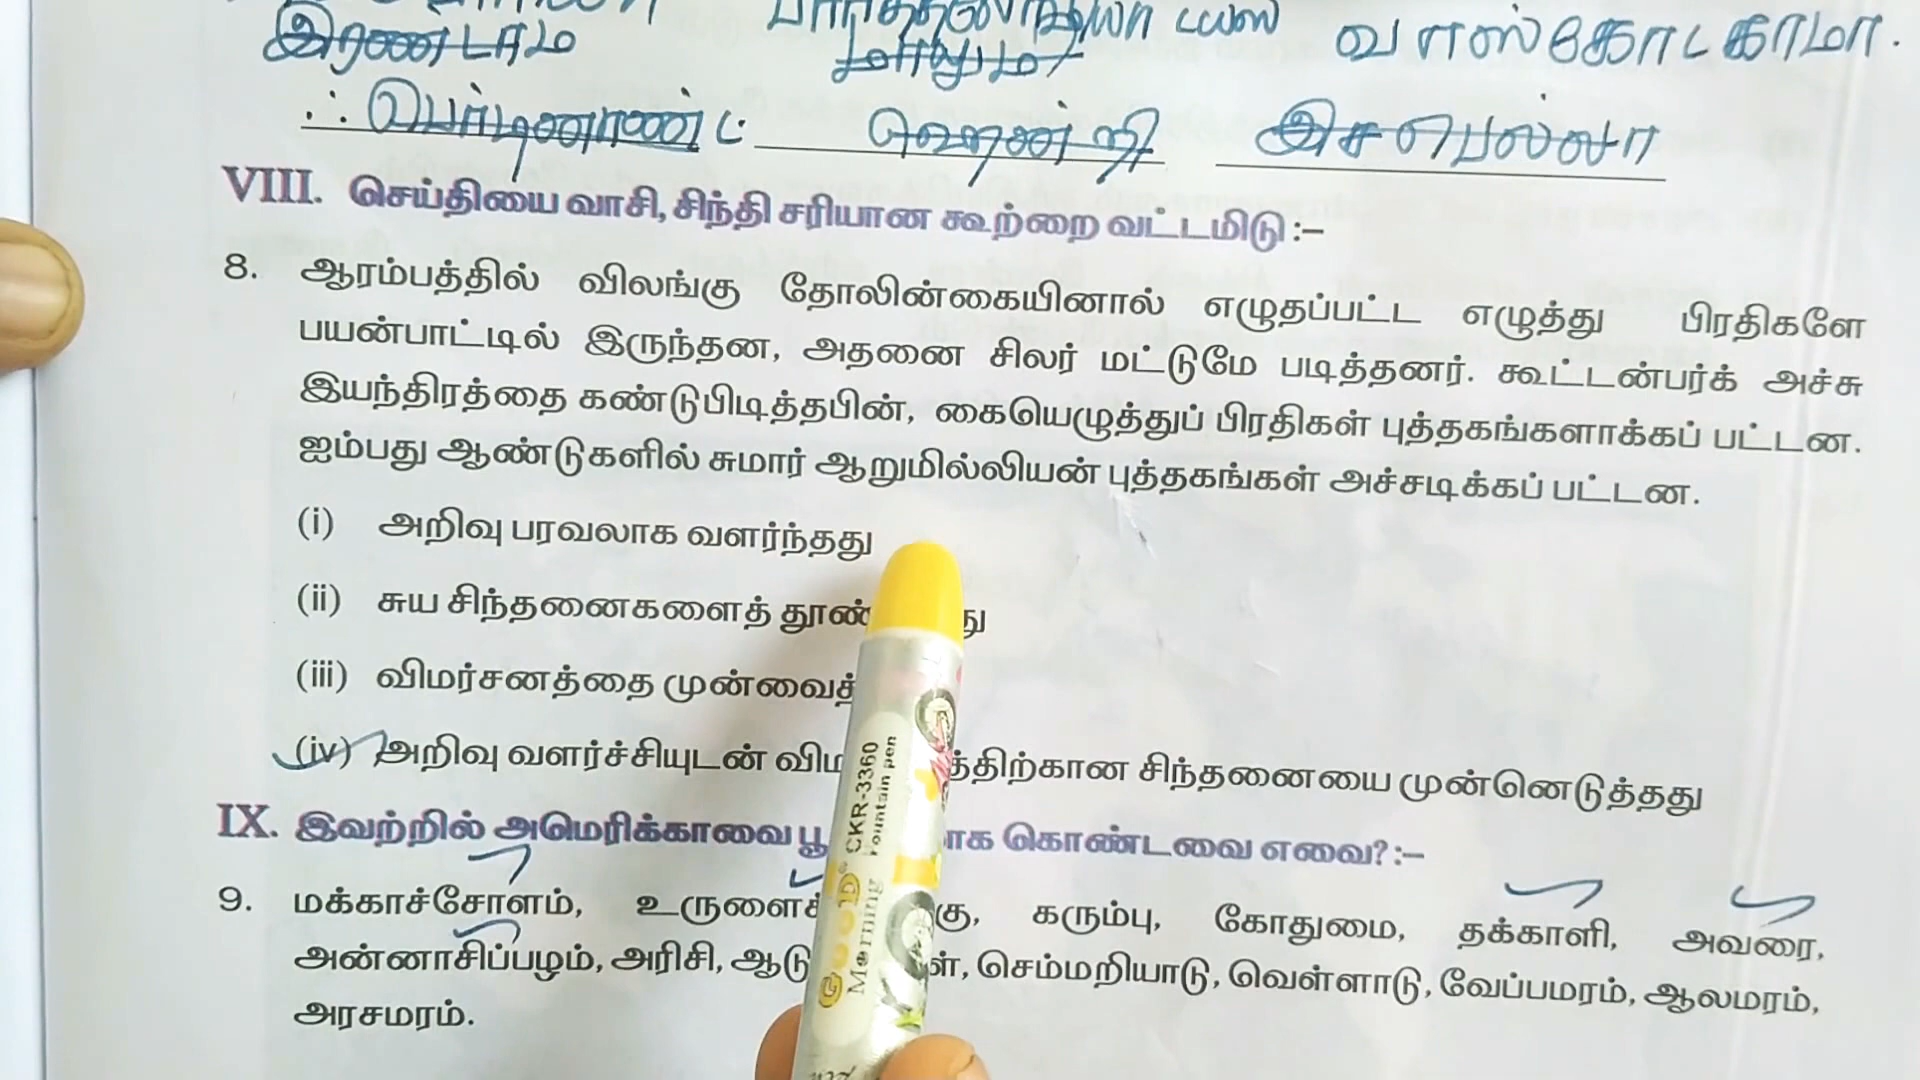 இரண்டாம் மானுமர் வாஸ்கோடகாமா.
∴ பெர்டினாண்ட் ஹென்றி இசபெல்லா
VIII. செய்தியை வாசி, சிந்தி சரியான கூற்றை வட்டமிடு :–
8. ஆரம்பத்தில் விலங்கு தோலின்கையினால் எழுதப்பட்ட எழுத்து பிரதிகளே
பயன்பாட்டில் இருந்தன, அதனை சிலர் மட்டுமே படித்தனர். கூட்டன்பர்க் அச்சு
இயந்திரத்தை கண்டுபிடித்தபின், கையெழுத்துப் பிரதிகள் புத்தகங்களாக்கப் பட்டன.
ஐம்பது ஆண்டுகளில் சுமார் ஆறுமில்லியன் புத்தகங்கள் அச்சடிக்கப் பட்டன.
(i) அறிவு பரவலாக வளர்ந்தது
(ii) சுய சிந்தனைகளைத்
(iii) விமர்சனத்தை
(iv) அறிவு வளர்ச்சியுடன் சிந்தனையை முன்னெடுத்தது
IX. இவற்றில் அமெரிக்காவை கொண்டவை எவை? :–
9. மக்காச்சோளம், கரும்பு, கோதுமை, தக்காளி, அவரை,
அன்னாசிப்பழம், அரிசி, செம்மறியாடு, வெள்ளாடு, வேப்பமரம், ஆலமரம்,
அரசமரம்.
GOOD Morning
CKR-3360
Fountain pen